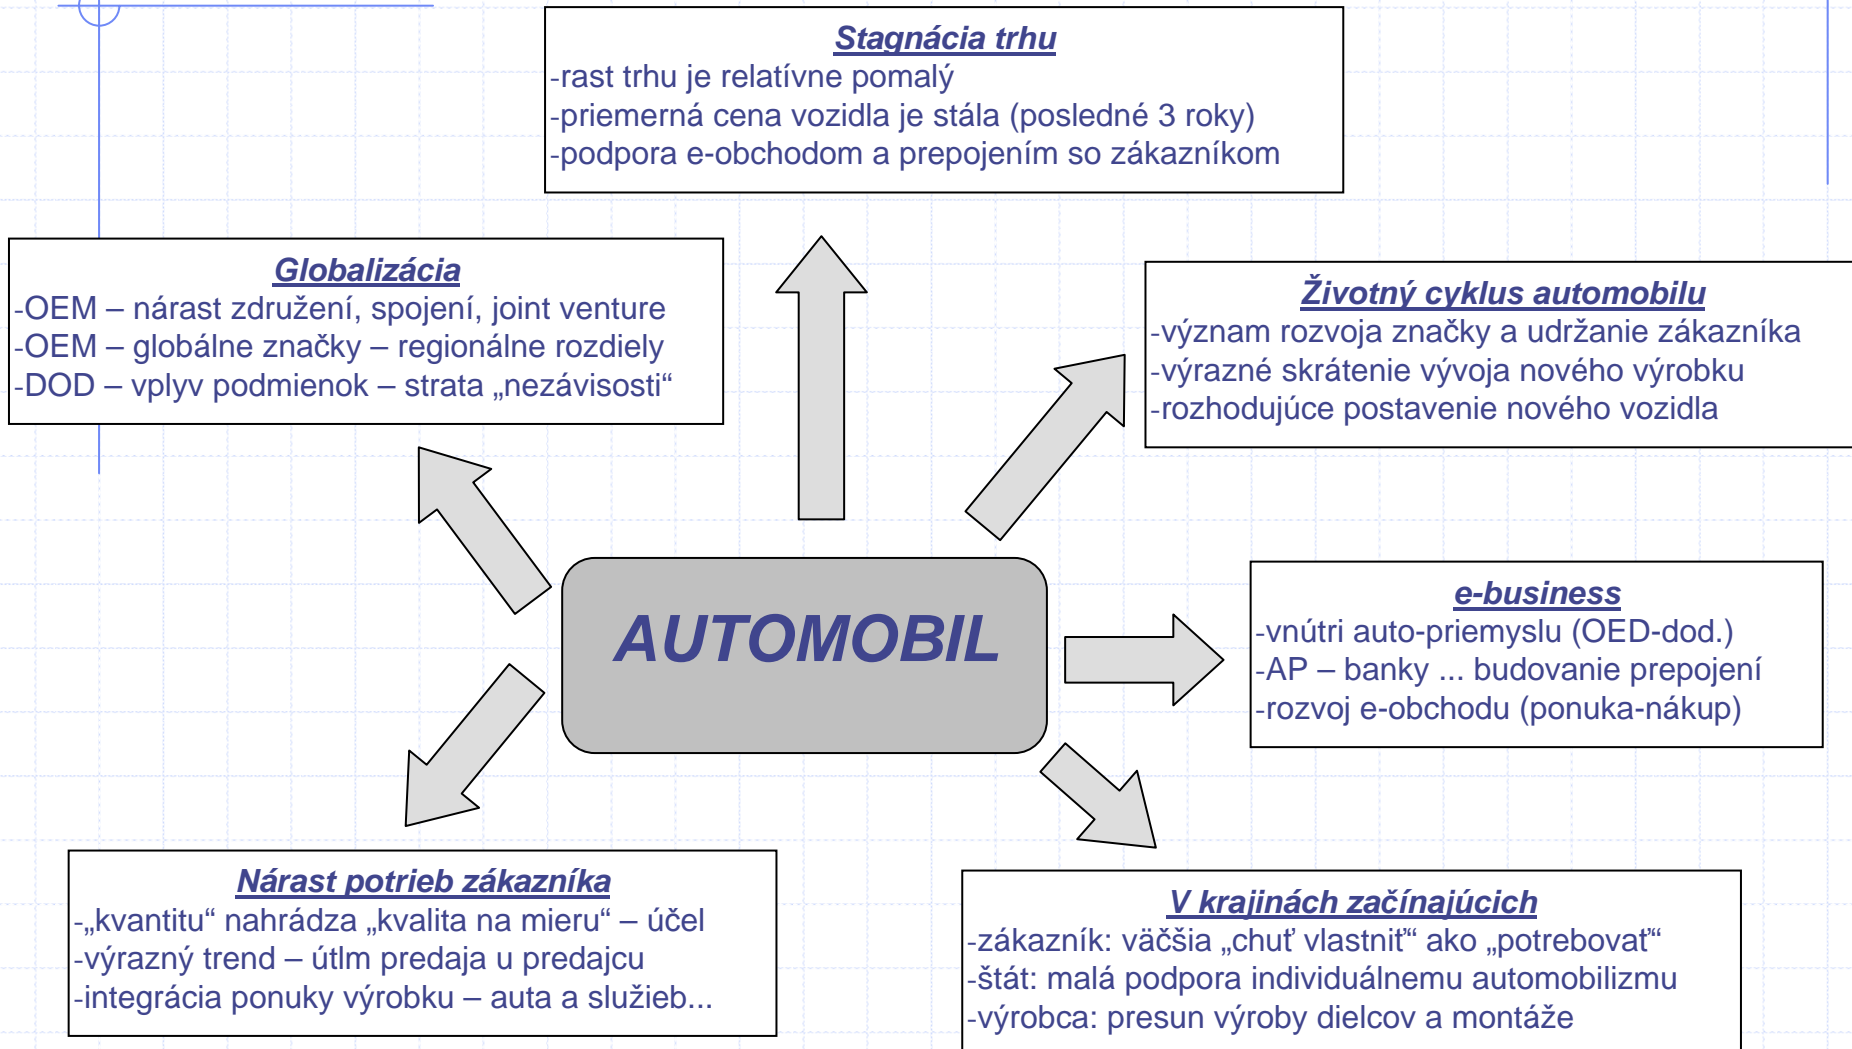 Stagnácia trhu
-rast trhu je relatívne pomalý
-priemerná cena vozidla je stála (posledné 3 roky)
-podpora e-obchodom a prepojením so zákazníkom
Globalizácia
-OEM – nárast združení, spojení, joint venture
-OEM – globálne značky – regionálne rozdiely
-DOD – vplyv podmienok – strata „nezávisosti“
Životný cyklus automobilu
-význam rozvoja značky a udržanie zákazníka
-výrazné skrátenie vývoja nového výrobku
-rozhodujúce postavenie nového vozidla
AUTOMOBIL
e-business
-vnútri auto-priemyslu (OED-dod.)
-AP – banky ... budovanie prepojení
-rozvoj e-obchodu (ponuka-nákup)
Nárast potrieb zákazníka
-„kvantitu“ nahrádza „kvalita na mieru“ – účel
-výrazný trend – útlm predaja u predajcu
-integrácia ponuky výrobku – auta a služieb...
V krajinách začínajúcich
-zákazník: väčšia „chuť vlastniť“ ako „potrebovať“
-štát: malá podpora individuálnemu automobilizmu
-výrobca: presun výroby dielcov a montáže